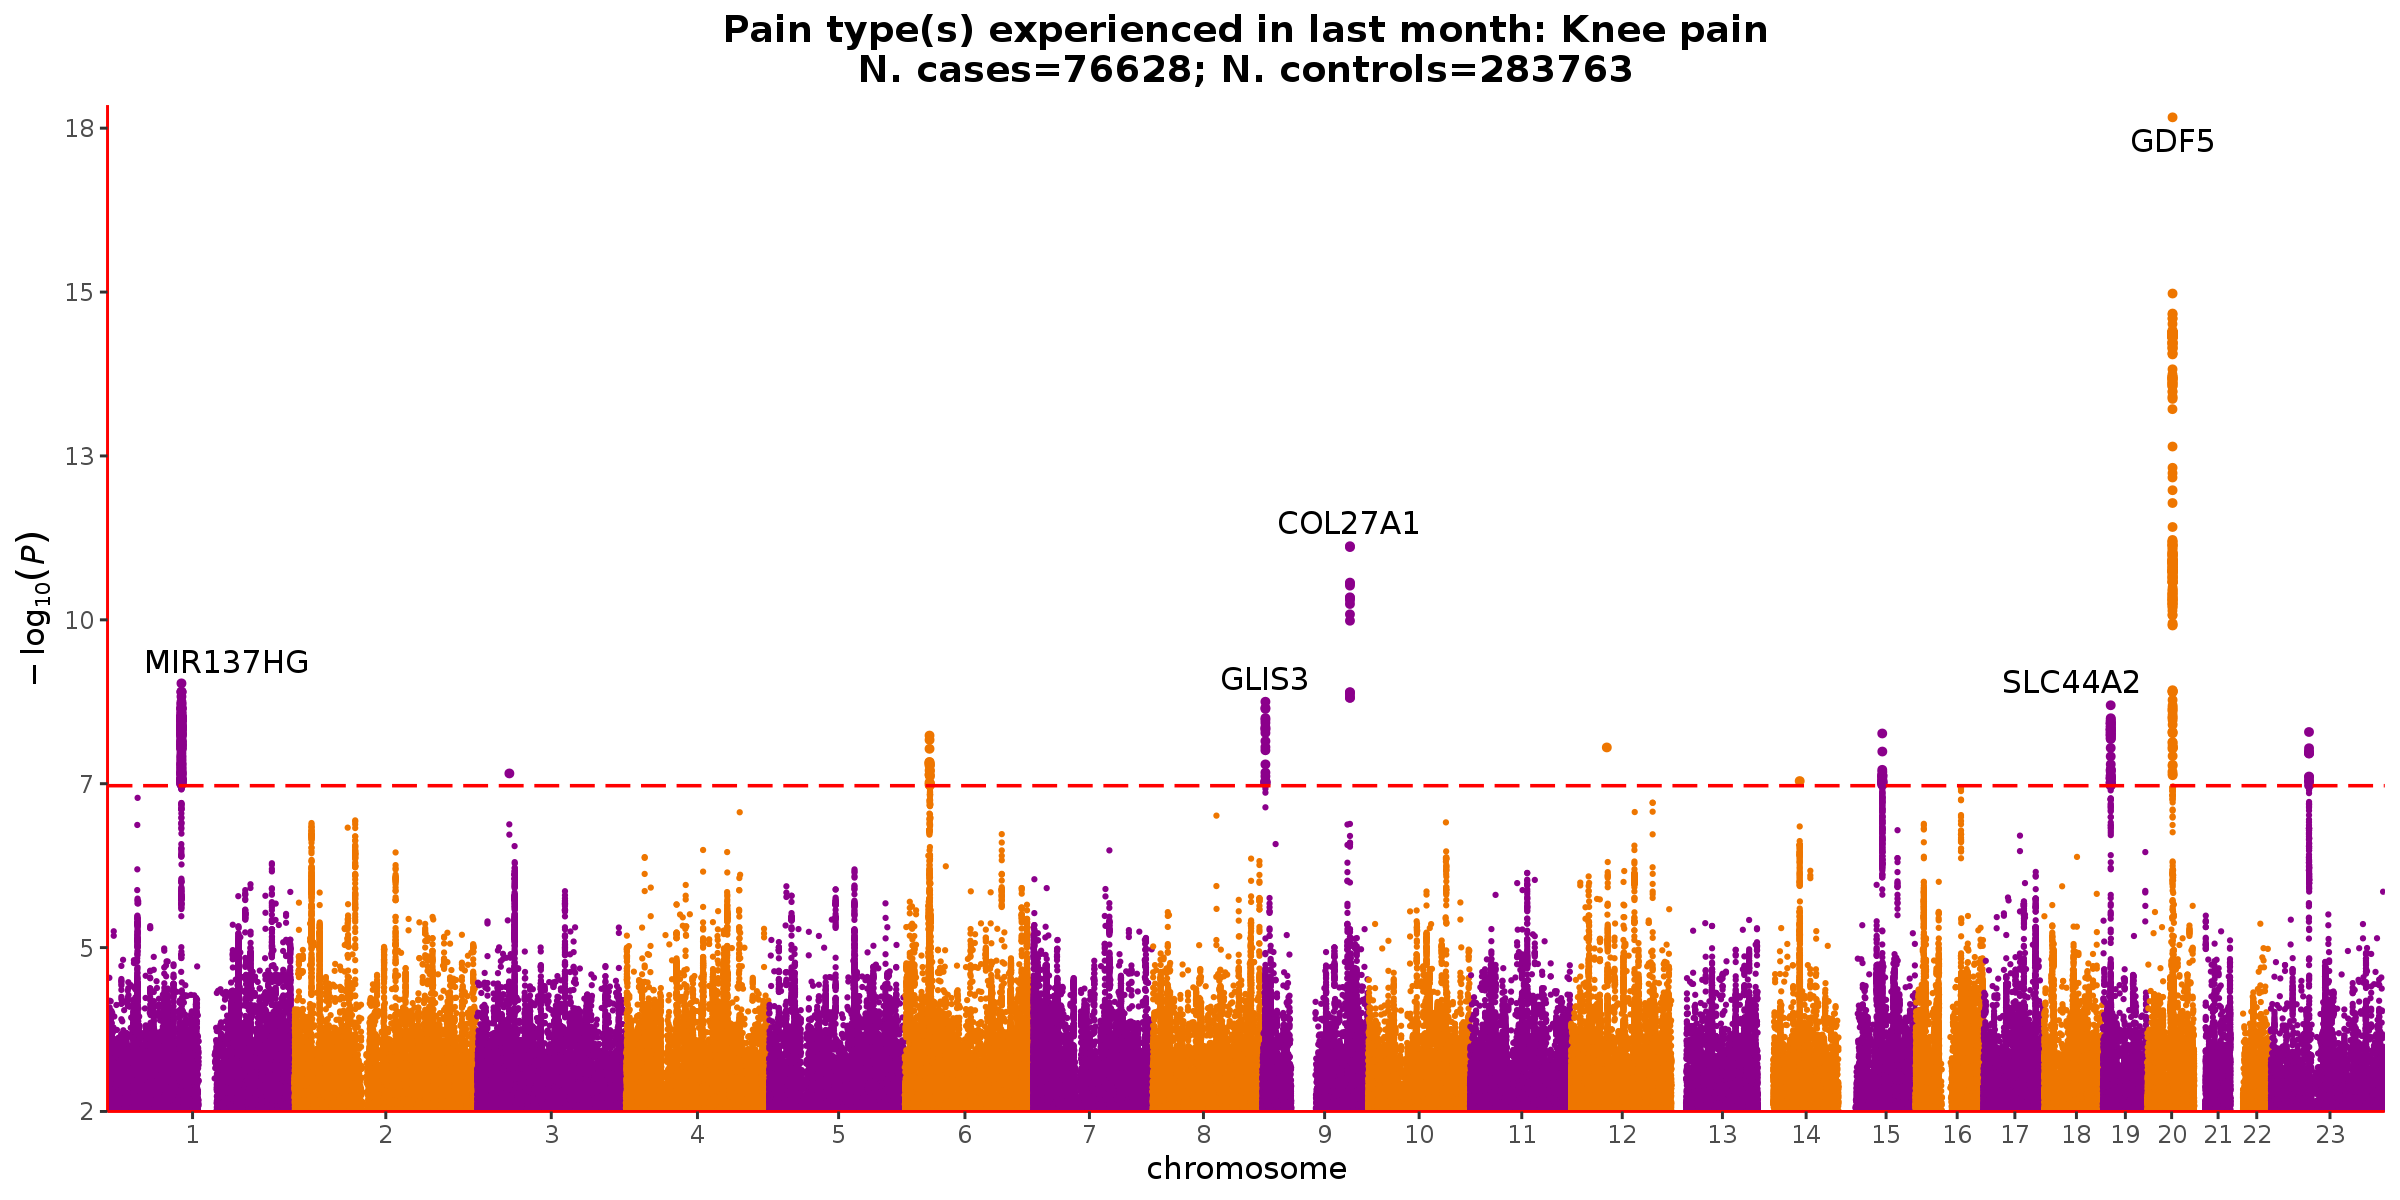 Pain type(s) experienced in last month: Knee pain
N. cases=76628; N. controls=283763
18
GDF5
15
13
COL27A1
10
MIR137HG
GLIS3
SLC44A2
7
5
2
−log10(P)
1 2 3 4 5 6 7 8 9 10 11 12 13 14 15 16 17 18 19 20 21 22 23
chromosome